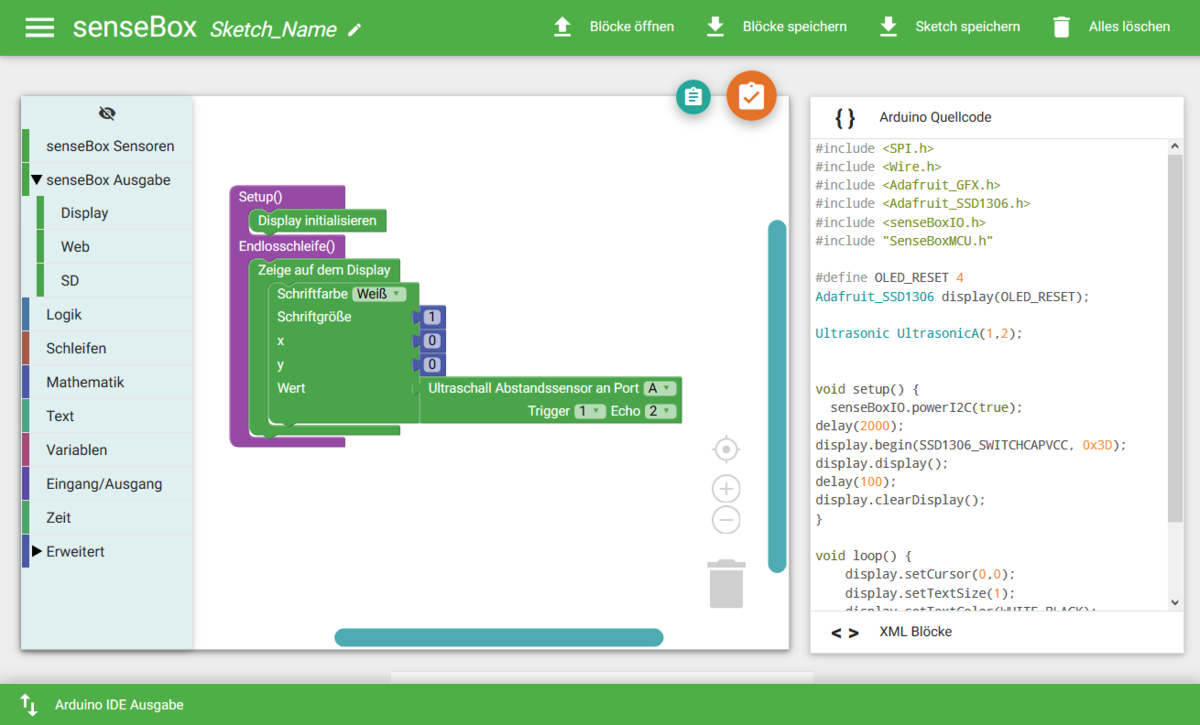 senseBox Sketch_Name
Blöcke öffnen
Blöcke speichern
Sketch speichern
Alles löschen
senseBox Sensoren
senseBox Ausgabe
Display
Web
SD
Logik
Schleifen
Mathematik
Text
Variablen
Eingang/Ausgang
Zeit
Erweitert
Setup()
Display initialisieren
Endlosschleife()
Zeige auf dem Display
Schriftfarbe Weiß
Schriftgröße 1
x 0
y 0
Wert Ultraschall Abstandssensor an Port A
Trigger 1 Echo 2
{ } Arduino Quellcode
#include <SPI.h>
#include <Wire.h>
#include <Adafruit_GFX.h>
#include <Adafruit_SSD1306.h>
#include <senseBoxIO.h>
#include "SenseBoxMCU.h"
#define OLED_RESET 4
Adafruit_SSD1306 display(OLED_RESET);
Ultrasonic UltrasonicA(1,2);
void setup() {
senseBoxIO.powerI2C(true);
delay(2000);
display.begin(SSD1306_SWITCHCAPVCC, 0x3D);
display.display();
delay(100);
display.clearDisplay();
}
void loop() {
display.setCursor(0,0);
display.setTextSize(1);
display.setTextColor(WHITE,BLACK);
< > XML Blöcke
Arduino IDE Ausgabe